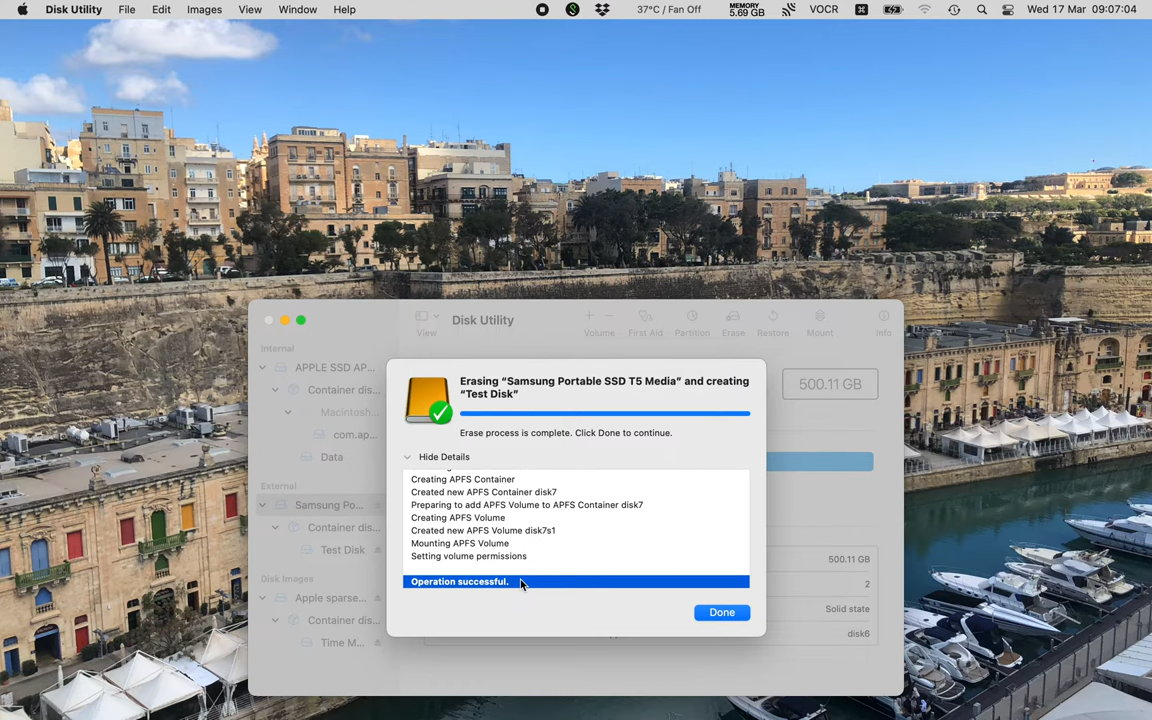 Disk Utility File Edit Images View Window Help 37°C / Fan Off MEMORY 5.69 GB VOCR Wed 17 Mar 09:07:04
Disk Utility
View Volume First Aid Partition Erase Restore Mount Info
Internal
APPLE SSD AP...
Container dis...
Macintosh...
com.ap...
Data
External
Samsung Po...
Container dis...
Test Disk
Disk Images
Apple sparse...
Container dis...
Time M...
500.11 GB
500.11 GB
2
Solid state
disk6
Erasing “Samsung Portable SSD T5 Media” and creating
“Test Disk”
Erase process is complete. Click Done to continue.
Hide Details
Creating APFS Container
Created new APFS Container disk7
Preparing to add APFS Volume to APFS Container disk7
Creating APFS Volume
Created new APFS Volume disk7s1
Mounting APFS Volume
Setting volume permissions
Operation successful.
Done